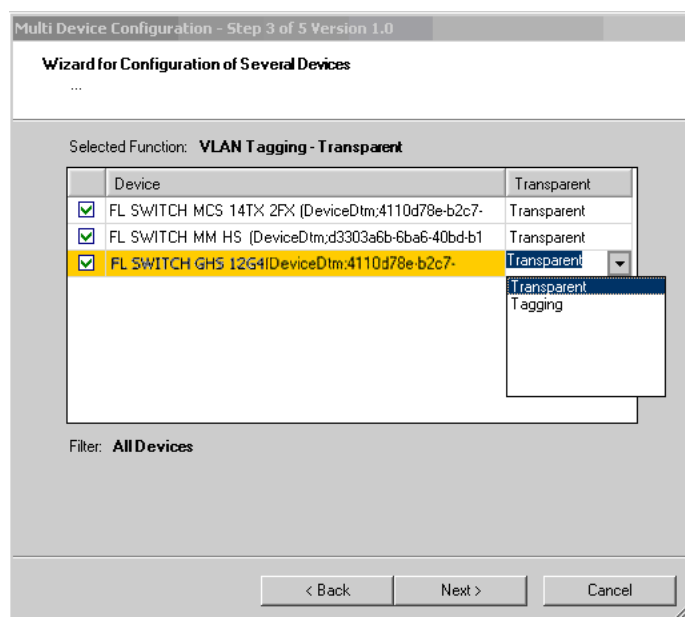 Multi Device Configuration - Step 3 of 5 Version 1.0
Wizard for Configuration of Several Devices
...
Selected Function: VLAN Tagging - Transparent
Device Transparent
FL SWITCH MCS 14TX 2FX (DeviceDtm;4110d78e-b2c7- Transparent
FL SWITCH MM HS (DeviceDtm;d3303a6b-6ba6-40bd-b1 Transparent
FL SWITCH GHS 12G4(DeviceDtm;4110d78e-b2c7- Transparent
Transparent
Tagging
Filter: All Devices
< Back Next > Cancel